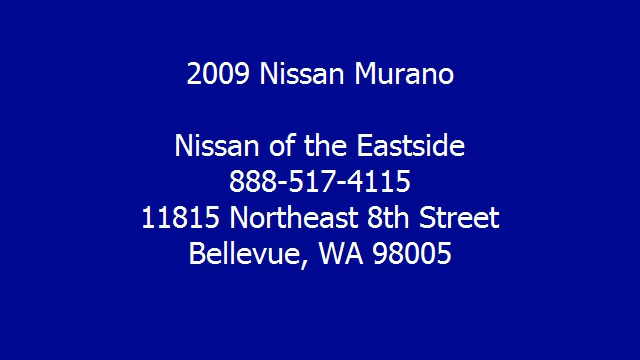 2009 Nissan Murano
Nissan of the Eastside
888-517-4115
11815 Northeast 8th Street
Bellevue, WA 98005